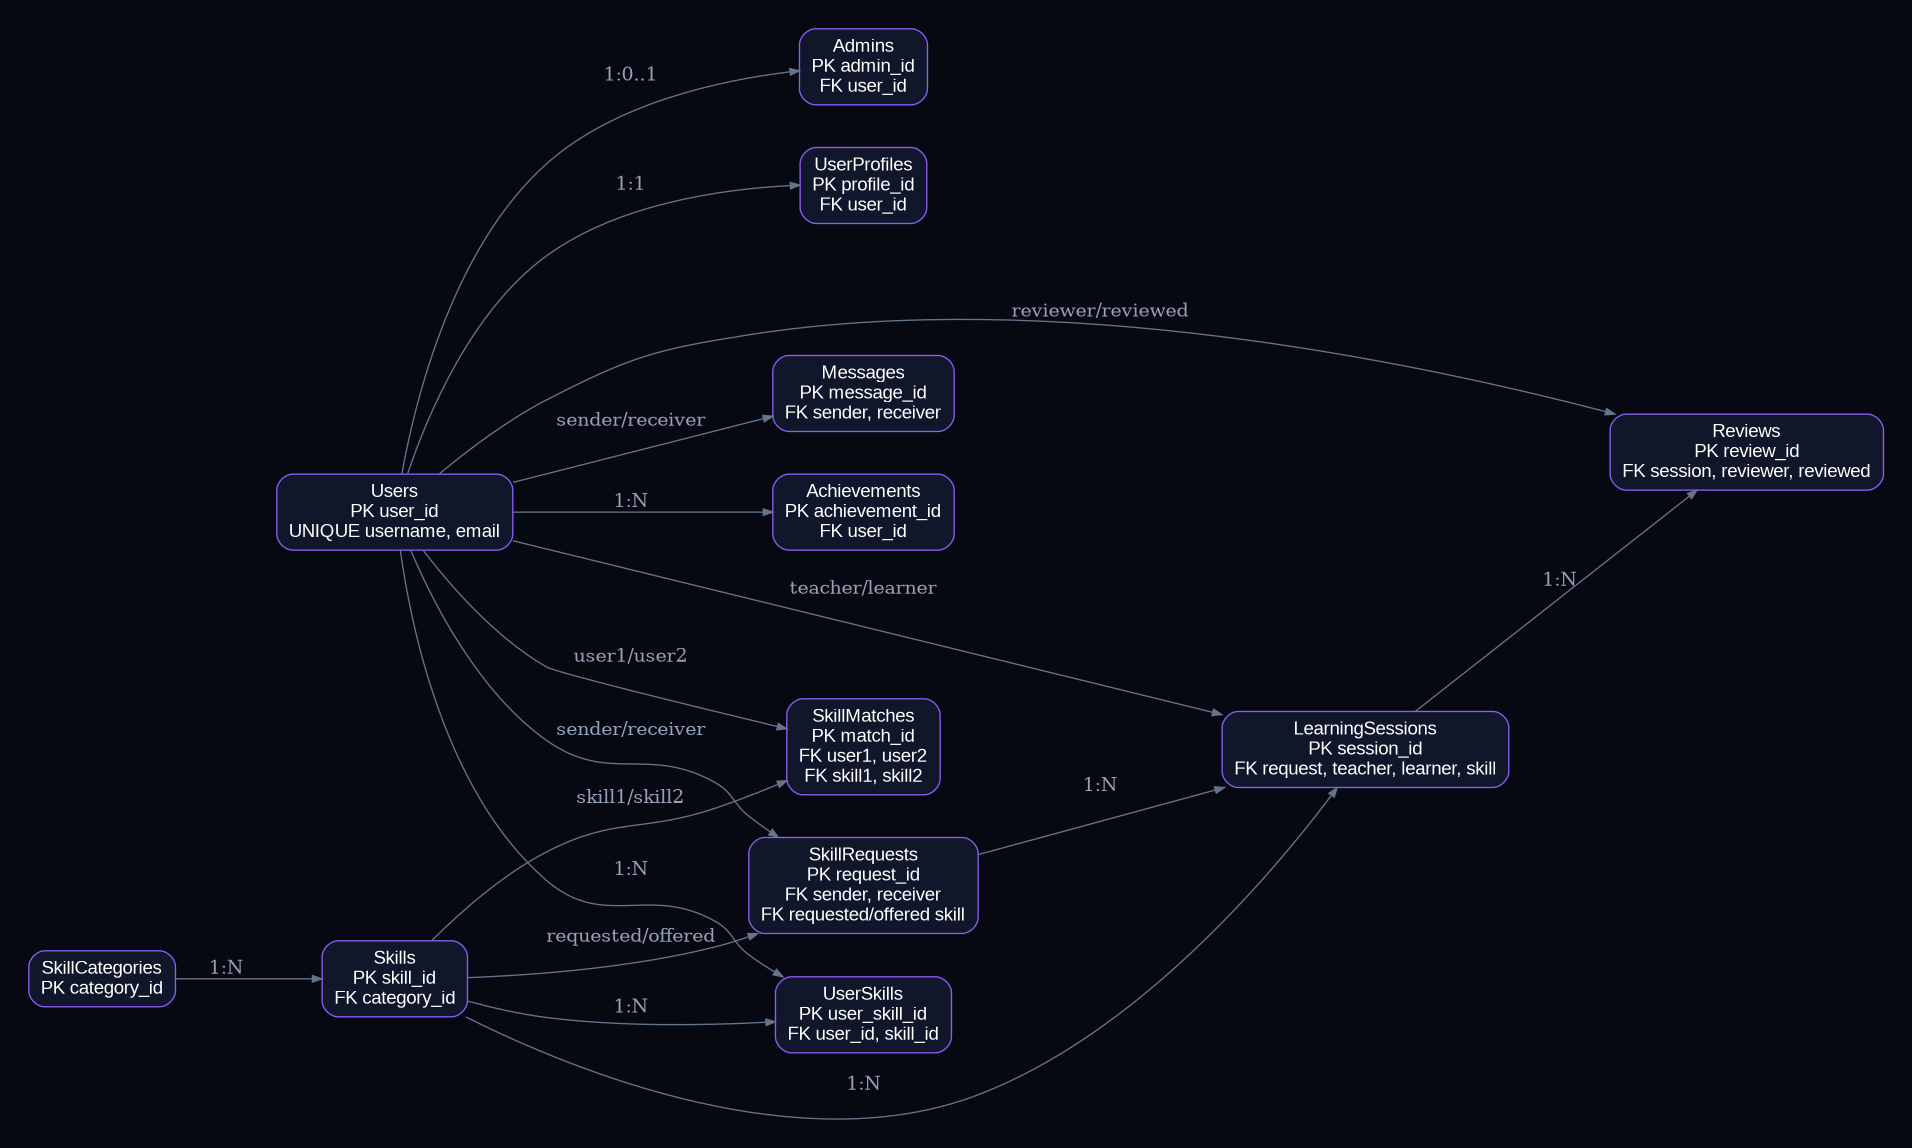 Admins
PK admin_id
FK user_id
1:0..1
UserProfiles
PK profile_id
FK user_id
1:1
reviewer/reviewed
Messages
PK message_id
FK sender, receiver
sender/receiver
Reviews
PK review_id
FK session, reviewer, reviewed
Users
PK user_id
UNIQUE username, email
1:N
Achievements
PK achievement_id
FK user_id
teacher/learner
1:N
user1/user2
SkillMatches
PK match_id
FK user1, user2
FK skill1, skill2
sender/receiver
LearningSessions
PK session_id
FK request, teacher, learner, skill
skill1/skill2
1:N
SkillRequests
PK request_id
FK sender, receiver
FK requested/offered skill
1:N
requested/offered
SkillCategories
PK category_id
1:N
Skills
PK skill_id
FK category_id
1:N
UserSkills
PK user_skill_id
FK user_id, skill_id
1:N